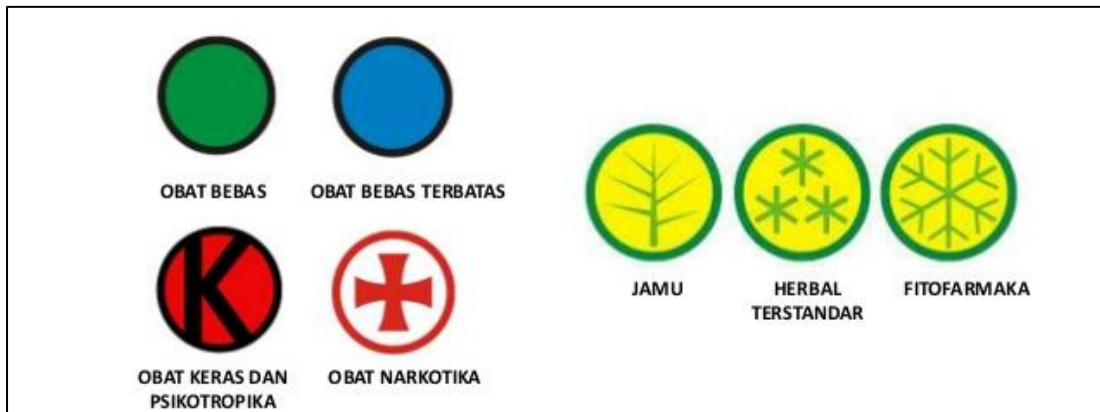 OBAT BEBAS
OBAT BEBAS TERBATAS
K
OBAT KERAS DAN
PSIKOTROPIKA
OBAT NARKOTIKA
JAMU
HERBAL
TERSTANDAR
FITOFARMAKA